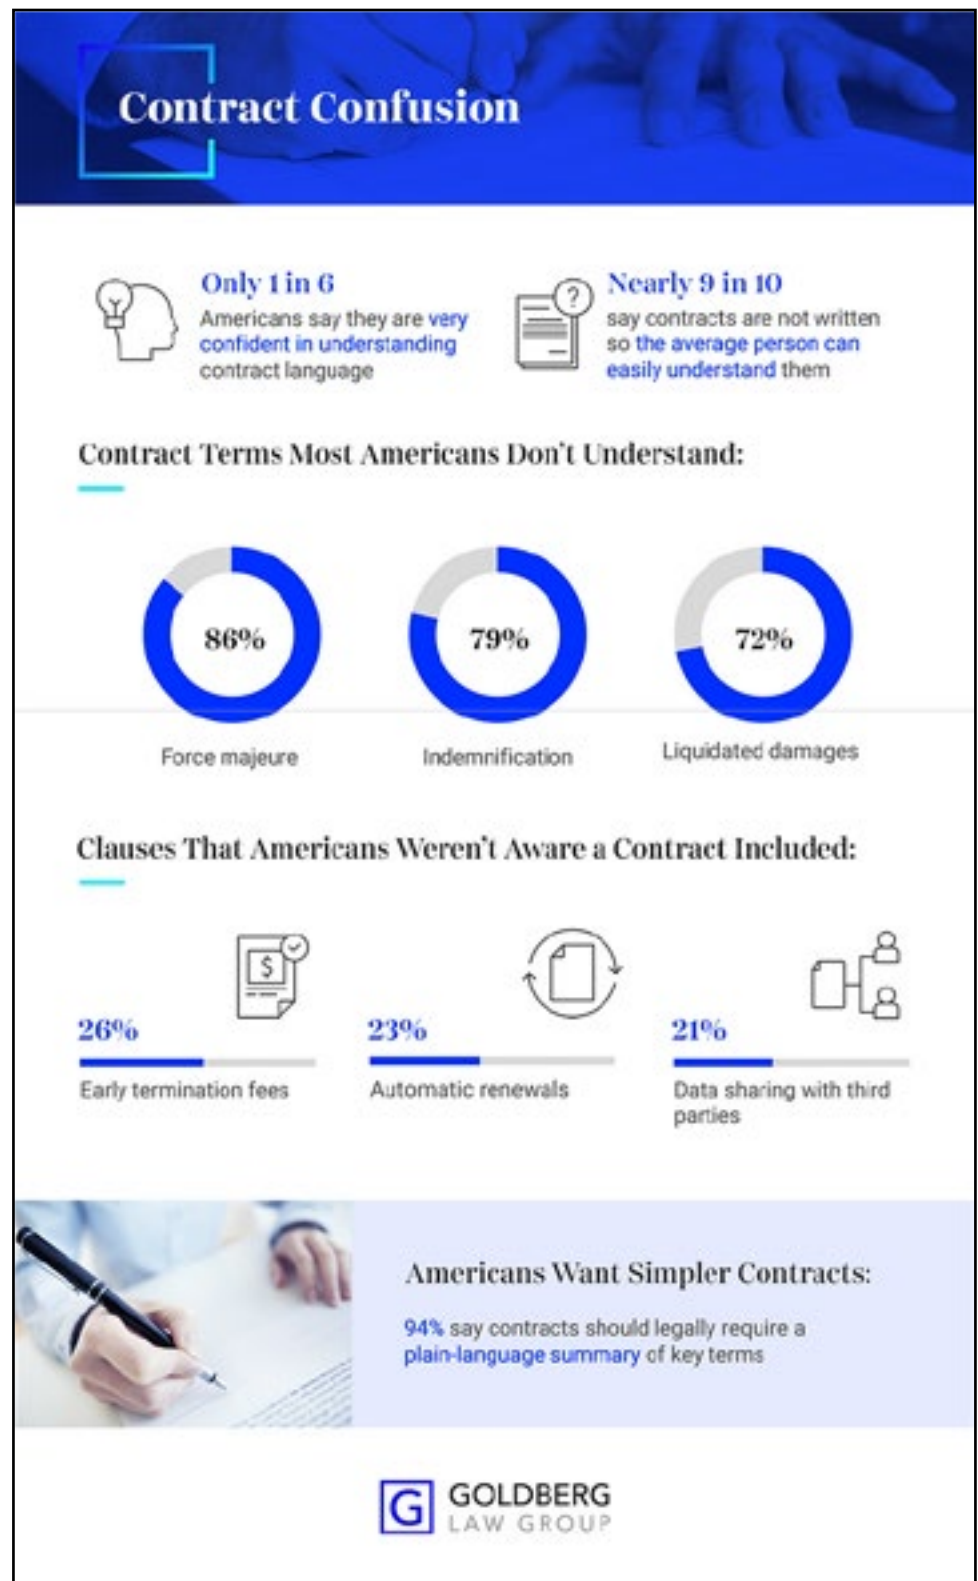 Contract Confusion
Only 1 in 6
Americans say they are very
confident in understanding
contract language
Nearly 9 in 10
say contracts are not written
so the average person can
easily understand them
Contract Terms Most Americans Don't Understand:
86%
79%
72%
Force majeure
Indemnification
Liquidated damages
Clauses That Americans Weren't Aware a Contract Included:
$
26%
Early termination fees
23%
Automatic renewals
21%
Data sharing with third
parties
Americans Want Simpler Contracts:
94% say contracts should legally require a
plain-language summary of key terms
G GOLDBERG
LAW GROUP